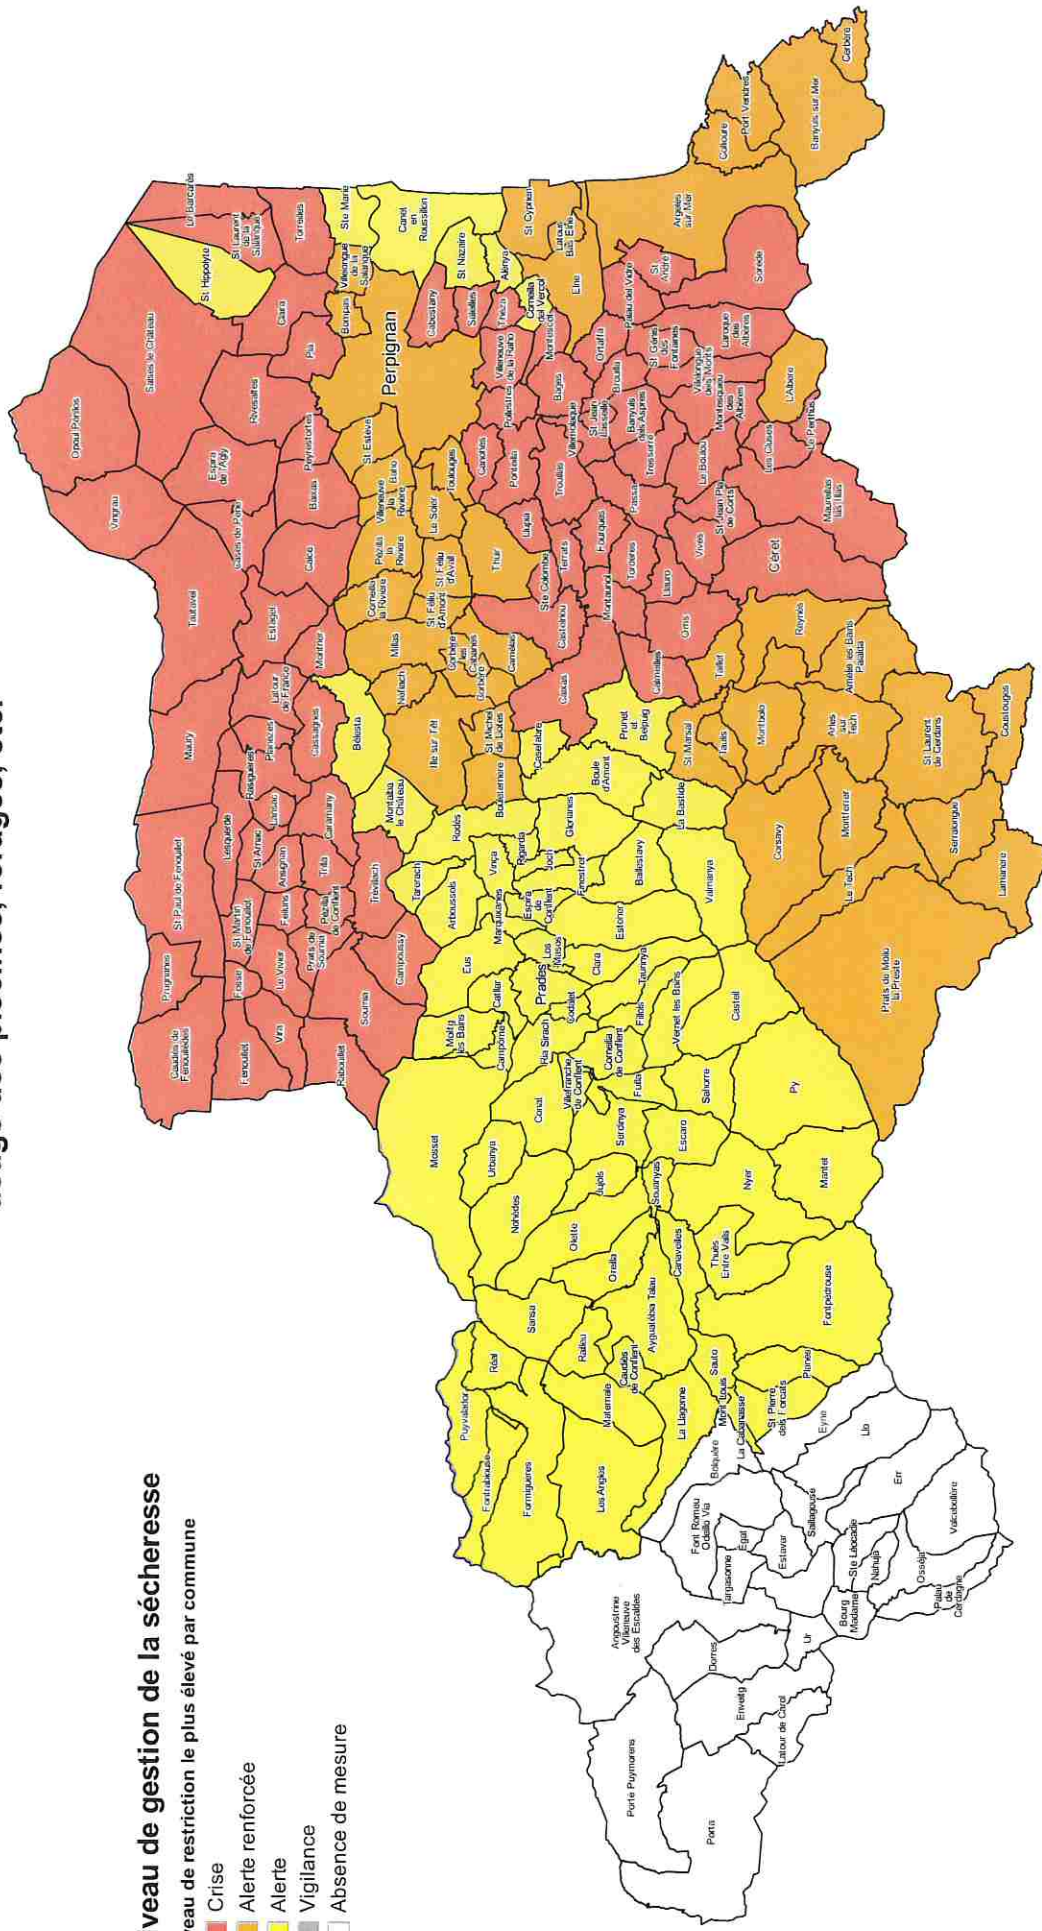 veau de gestion de la sécheresse
veau de restriction le plus élevé par commune
Crise
Alerte renforcée
Alerte
Vigilance
Absence de mesure
Porta
Porté Puymorens
Latour de Carol
Enveitg
Dorres
Ur
Angoustrine
Villeneuve
des Escaldes
Bourg
Madame
Palau
de
Cerdagne
Osséja
Nahuja
Ste Léocadie
Valcebollère
Err
Llo
Eyne
Saillagouse
Estavar
Égat
Targasonne
Font Romeu
Odeillo Via
Bolquère
La Cabanasse
Mont Louis
St Pierre
dels Forcats
Planès
Sauto
La Llagonne
Les Angles
Formiguères
Fontrabiouse
Puyvalador
Réal
Matemale
Caudiès
de Conflent
Railleu
Sansa
Ayguatébia Talau
Fontpédrouse
Thuès
Entre Valls
Canaveilles
Oreilla
Olette
Nohèdes
Urbanya
Mosset
Jujols
Souanyas
Nyer
Mantet
Escaro
Serdinya
Conat
Villefranche
de Conflent
Fuilla
Sahorre
Py
Corneilla
de Conflent
Ria Sirach
Campôme
Molitg
les Bains
Catllar
Eus
Prades
Codalet
Los
Masos
Clara
Taurinya
Fillols
Vernet les Bains
Castell
Valmanya
Estoher
Espira
de
Conflent
Marquixanes
Arboussols
Tarerach
Vinça
Rigarda
Joch
Finestret
Baillestavy
Glorianes
Rodès
Bouleternère
La Bastide
Boule
d'Amont
Casefabre
Prunet
et
Belpuig
Montalba
le Château
Bélesta
Caudiès de
Fenouillèdes
Prugnanes
St Paul de Fenouillet
Fenouillet
Fosse
Vira
Le Vivier
St Martin
de Fenouillet
Rabouillet
Sournia
Prats de
Sournia
Pézilla
de Conflent
Campoussy
Trévillach
Trilla
Feilluns
Ansignan
St Arnac
Lesquerde
Caramany
Lansac
Rasiguères
Planèzes
Cassagnes
Latour
de France
Maury
Tautavel
Estagel
Montner
Vingrau
Cases de Pène
Calce
Baixas
Espira
de l'Agly
Opoul Périllos
Salses le Château
Rivesaltes
Peyrestortes
Pia
Claira
St Hippolyte
St Laurent
de la
Salanque
Le Barcarès
Torreilles
Ste Marie
Villelongue
de la
Salanque
Bompas
Canet
en
Roussillon
Perpignan
Cabestany
St Nazaire
Saleilles
Alenya
Théza
Corneilla
del Vercol
St Cyprien
Latour
Bas Elne
Elne
Montescot
Villeneuve
de la Raho
Pollestres
Bages
Ortaffa
St Estève
Baho
Villeneuve
la
Rivière
Pézilla
la
Rivière
Le Soler
Toulouges
Canohès
Ponteilla
Thuir
Llupia
St Féliu
d'Avall
St Féliu
d'Amont
Corneilla
la Rivière
Millas
Néfiach
Corbère
les
Cabanes
Corbère
Camélas
Ille sur Têt
St Michel
de Llotes
Castelnou
Ste Colombe
Terrats
Trouillas
Villemolaque
St Jean
Lasseille
Banyuls
dels Aspres
Brouilla
Tresserre
Passa
Fourques
Montauriol
Tordères
Llauro
Caixas
Calmeilles
Oms
Vivès
St Jean Pla
de Corts
Le Boulou
Céret
Maureillas
las Illas
Les Cluses
Le Perthus
L'Albère
Montesquieu
des
Albères
Villelongue
dels Monts
St Génis
des
Fontaines
Laroque
des
Albères
Palau del Vidre
St
André
Sorède
Argelès
sur Mer
Collioure
Port Vendres
Banyuls sur Mer
Cerbère
Taillet
Reynès
Amélie les Bains
Palalda
St Marsal
Taulis
Montbolo
Arles
sur
Tech
Corsavy
Montferrer
Le Tech
Prats de Mollo
la Preste
Serralongue
Lamanère
St Laurent
de Cerdans
Coustouges